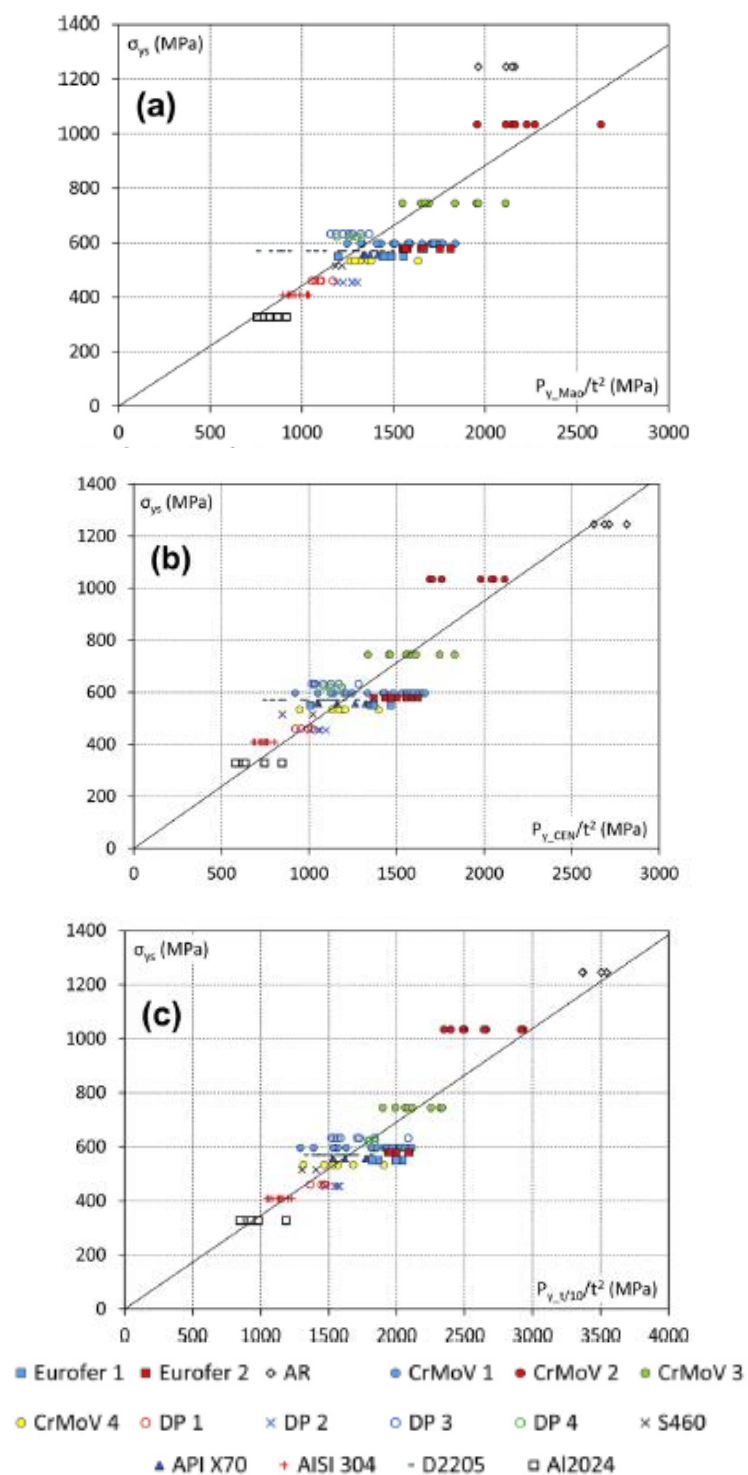 σys (MPa)
1400
1200
(a)
1000
800
600
400
200
Py_Mao/t² (MPa)
0
0 500 1000 1500 2000 2500 3000
1400
σys (MPa)
1200
(b)
1000
800
600
400
200
Py_CEN/t² (MPa)
0
0 500 1000 1500 2000 2500 3000
1400
σys (MPa)
1200
(c)
1000
800
600
400
200
Py_t/10/t² (MPa)
0
0 500 1000 1500 2000 2500 3000 3500 4000
Eurofer 1 Eurofer 2 AR CrMoV 1 CrMoV 2 CrMoV 3
CrMoV 4 DP 1 DP 2 DP 3 DP 4 S460
API X70 AISI 304 D2205 Al2024